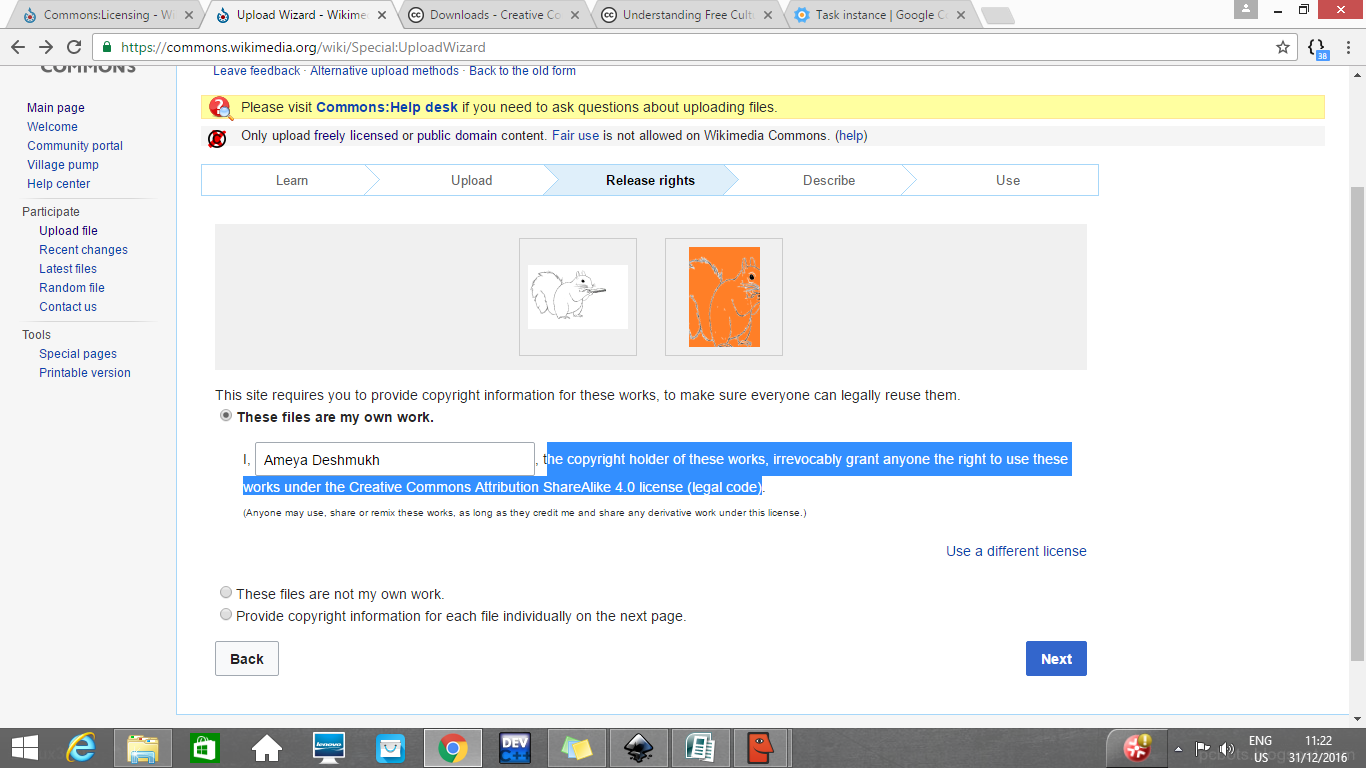 Commons:Licensing - Wi
Upload Wizard - Wikime
Downloads - Creative Co
Understanding Free Cult
Task instance | Google C
https://commons.wikimedia.org/wiki/Special:UploadWizard
38
COMMONS
Leave feedback · Alternative upload methods · Back to the old form
Please visit Commons:Help desk if you need to ask questions about uploading files.
Only upload freely licensed or public domain content. Fair use is not allowed on Wikimedia Commons. (help)
Main page
Welcome
Community portal
Village pump
Help center
Participate
Upload file
Recent changes
Latest files
Random file
Contact us
Tools
Special pages
Printable version
Learn
Upload
Release rights
Describe
Use
This site requires you to provide copyright information for these works, to make sure everyone can legally reuse them.
These files are my own work.
I, Ameya Deshmukh , the copyright holder of these works, irrevocably grant anyone the right to use these
works under the Creative Commons Attribution ShareAlike 4.0 license (legal code).
(Anyone may use, share or remix these works, as long as they credit me and share any derivative work under this license.)
Use a different license
These files are not my own work.
Provide copyright information for each file individually on the next page.
Back
Next
lenovo
DEV
C++
ENG
US
11:22
31/12/2016